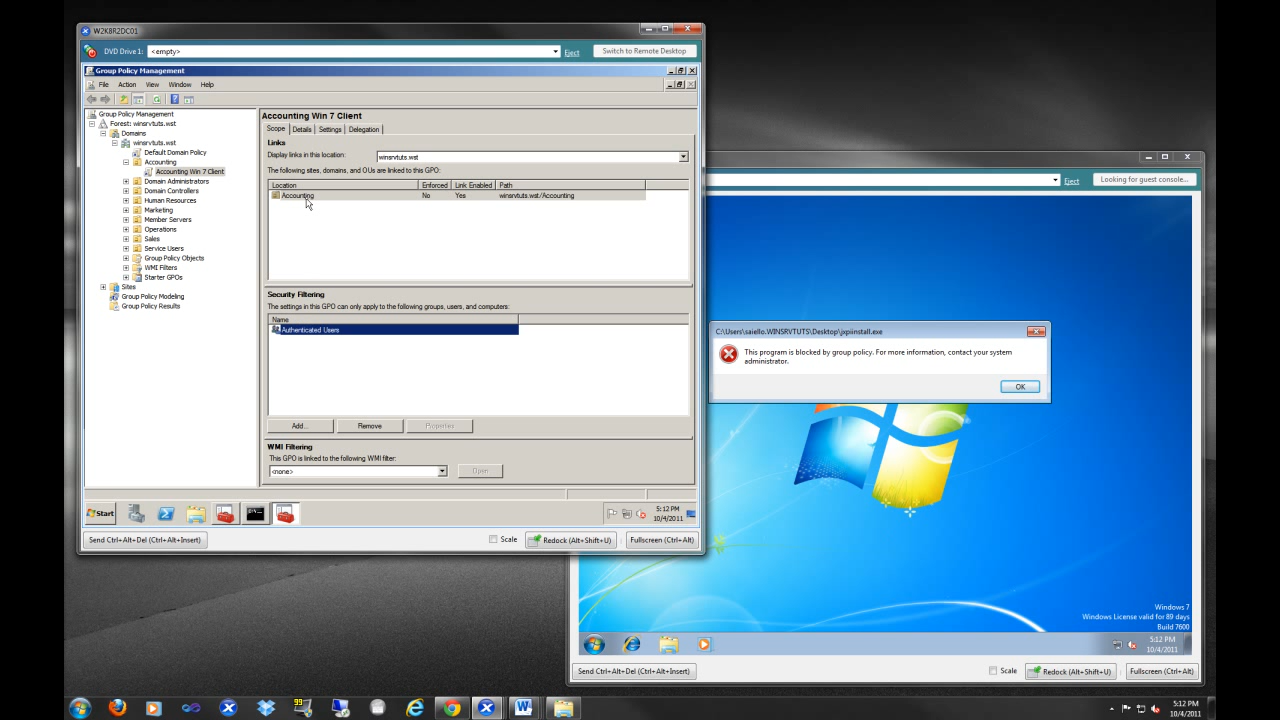 W2K8R2DC01
DVD Drive 1: <empty> Eject Switch to Remote Desktop
Group Policy Management
File Action View Window Help
Group Policy Management
Forest: winsrvtuts.wst
Domains
winsrvtuts.wst
Default Domain Policy
Accounting
Accounting Win 7 Client
Domain Administrators
Domain Controllers
Human Resources
Marketing
Member Servers
Operations
Sales
Service Users
Group Policy Objects
WMI Filters
Starter GPOs
Sites
Group Policy Modeling
Group Policy Results
Accounting Win 7 Client
Scope Details Settings Delegation
Links
Display links in this location: winsrvtuts.wst
The following sites, domains, and OUs are linked to this GPO:
Location Enforced Link Enabled Path
Accounting No Yes winsrvtuts.wst/Accounting
Security Filtering
The settings in this GPO can only apply to the following groups, users, and computers:
Name
Authenticated Users
Add... Remove Properties
WMI Filtering
This GPO is linked to the following WMI filter:
<none> Open
Start 5:12 PM
10/4/2011
Send Ctrl+Alt+Del (Ctrl+Alt+Insert) Scale Redock (Alt+Shift+U) Fullscreen (Ctrl+Alt)
Eject Looking for guest console...
C:\Users\saiello.WINSRVTUTS\Desktop\jxpiinstall.exe
This program is blocked by group policy. For more information, contact your system
administrator.
OK
Windows 7
Windows License valid for 89 days
Build 7600
5:12 PM
10/4/2011
Send Ctrl+Alt+Del (Ctrl+Alt+Insert) Scale Redock (Alt+Shift+U) Fullscreen (Ctrl+Alt)
99
5:12 PM
10/4/2011